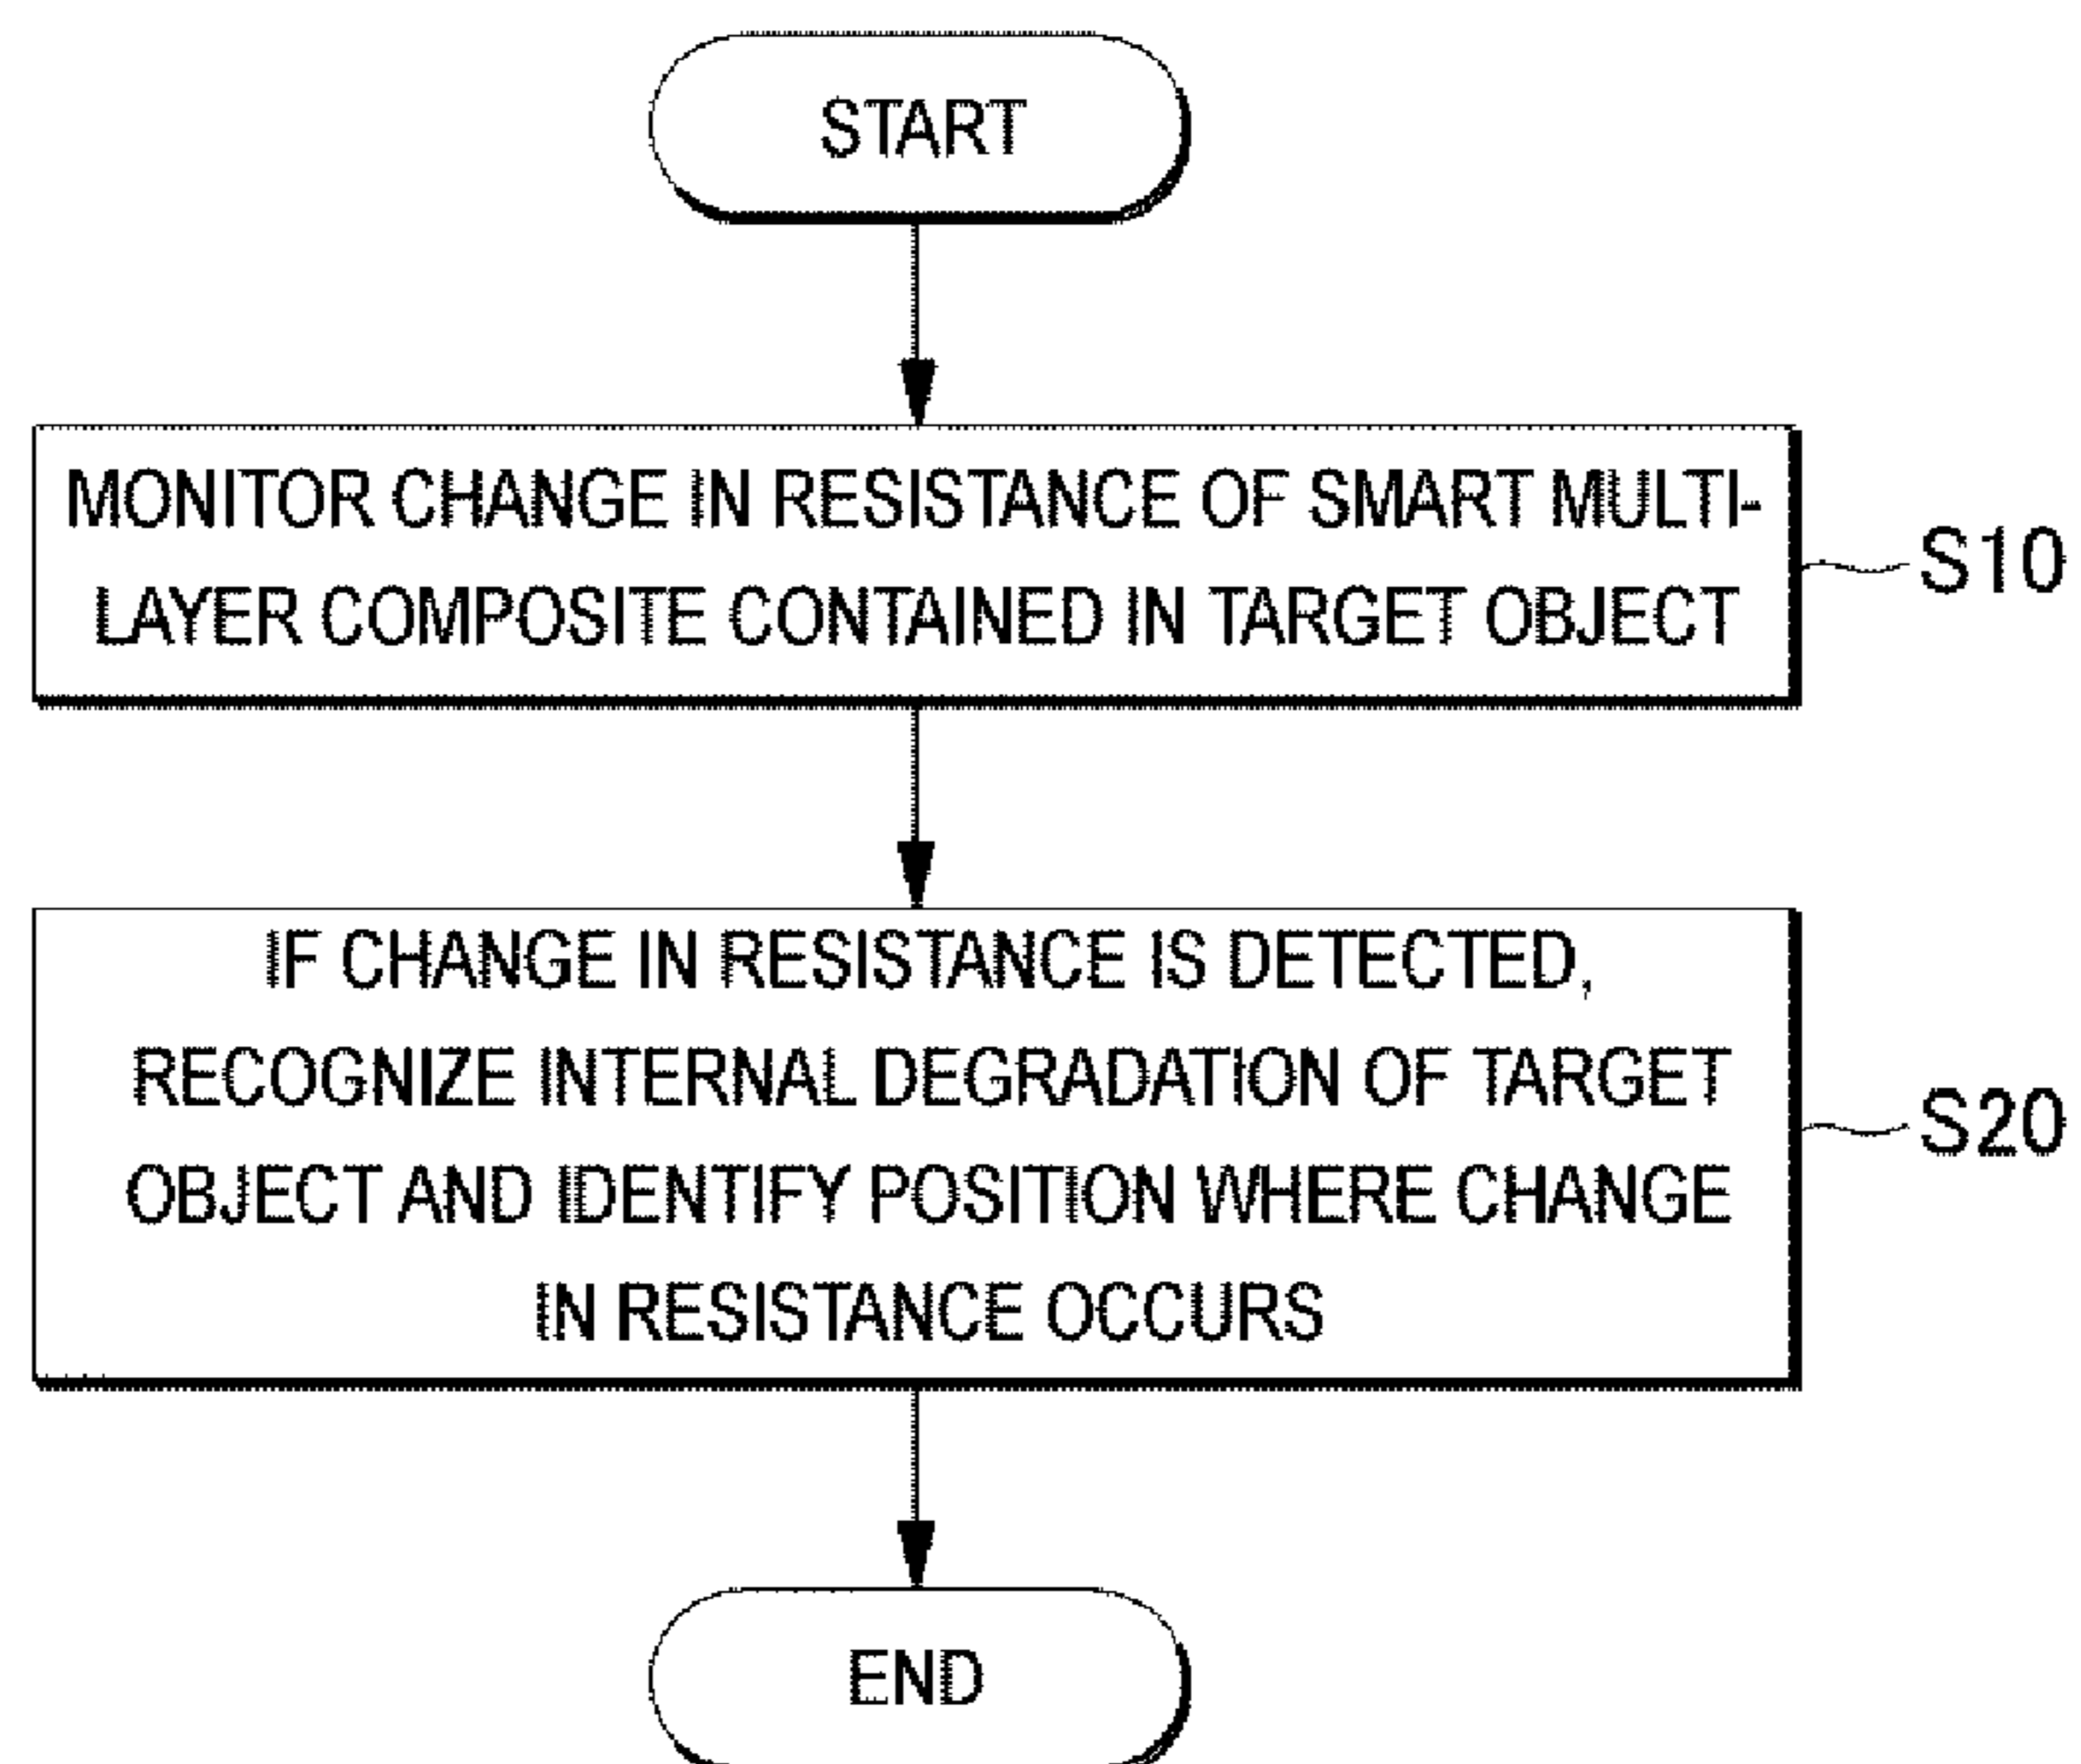 START
MONITOR CHANGE IN RESISTANCE OF SMART MULTI-
LAYER COMPOSITE CONTAINED IN TARGET OBJECT
S10
IF CHANGE IN RESISTANCE IS DETECTED,
RECOGNIZE INTERNAL DEGRADATION OF TARGET
OBJECT AND IDENTIFY POSITION WHERE CHANGE
IN RESISTANCE OCCURS
S20
END